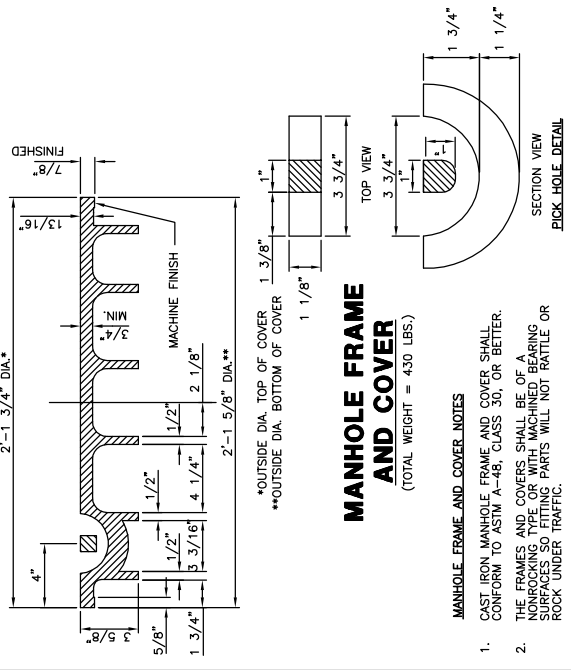 2'-1 3/4" DIA.*
4"
13/16"
7/8"
FINISHED
3/4"
MIN.
MACHINE FINISH
3 5/8"
5/8"
1 3/4"
1/2"
3 3/16"
1/2"
4 1/4"
1/2"
2 1/8"
2'-1 5/8" DIA.**
*OUTSIDE DIA. TOP OF COVER
**OUTSIDE DIA. BOTTOM OF COVER
1 3/8"
1"
1 1/8"
3 3/4"
TOP VIEW
3 3/4"
1"
1"
1 3/4"
1 1/4"
SECTION VIEW
PICK HOLE DETAIL
MANHOLE FRAME
AND COVER
(TOTAL WEIGHT = 430 LBS.)
MANHOLE FRAME AND COVER NOTES
1. CAST IRON MANHOLE FRAME AND COVER SHALL
CONFORM TO ASTM A-48, CLASS 30, OR BETTER.
2. THE FRAMES AND COVERS SHALL BE OF A
NONROCKING TYPE OR WITH MACHINED BEARING
SURFACES SO FITTING PARTS WILL NOT RATTLE OR
ROCK UNDER TRAFFIC.